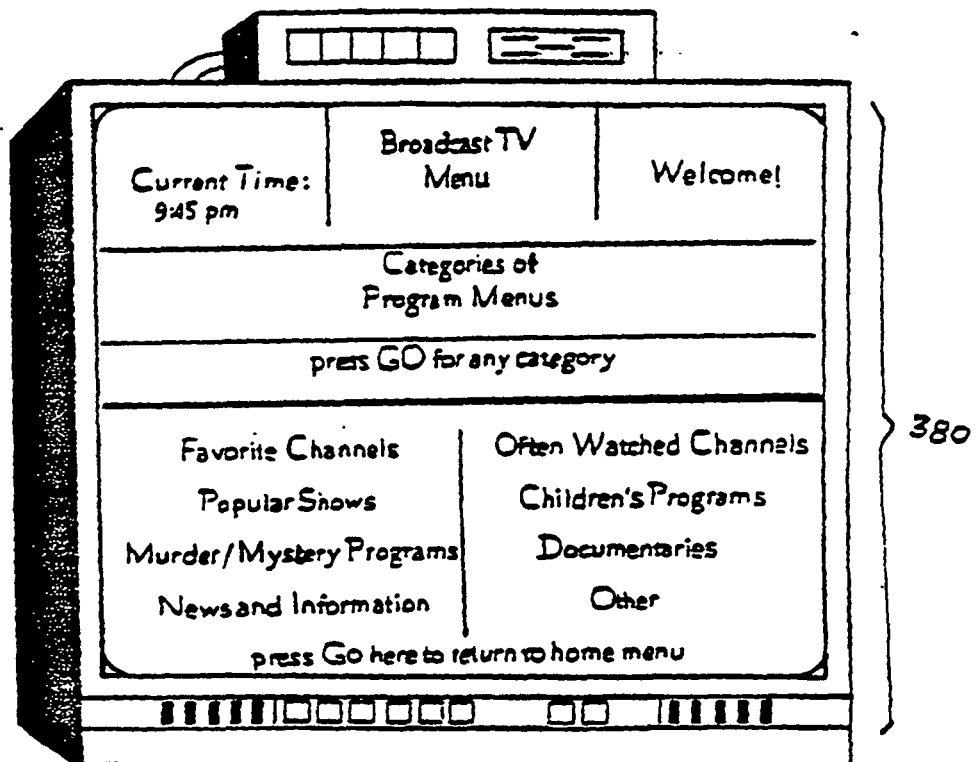 Current Time:
9:45 pm
Broadcast TV
Menu
Welcome!
Categories of
Program Menus
press GO for any category
Favorite Channels
Popular Shows
Murder/Mystery Programs
News and Information
Often Watched Channels
Children's Programs
Documentaries
Other
press Go here to return to home menu
380